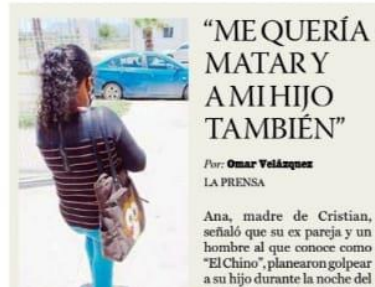 “ME QUERÍA
MATAR Y
A MI HIJO
TAMBIÉN”
Por: Omar Velázquez
LA PRENSA
Ana, madre de Cristian,
señaló que su ex pareja y un
hombre al que conoce como
“El Chino”, planearon golpear
a su hijo durante la noche del